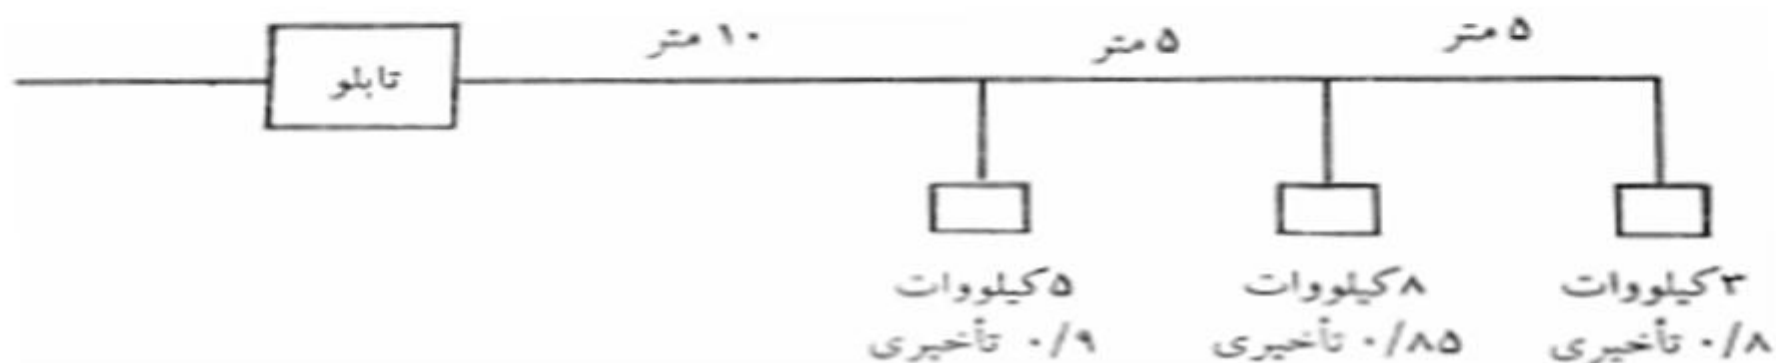 ۵ متر
۵ متر
۱۰ متر
تابلو
۳ کیلووات
۰/۸ تأخیری
۸ کیلووات
۰/۸۵ تأخیری
۵ کیلووات
۰/۹ تأخیری